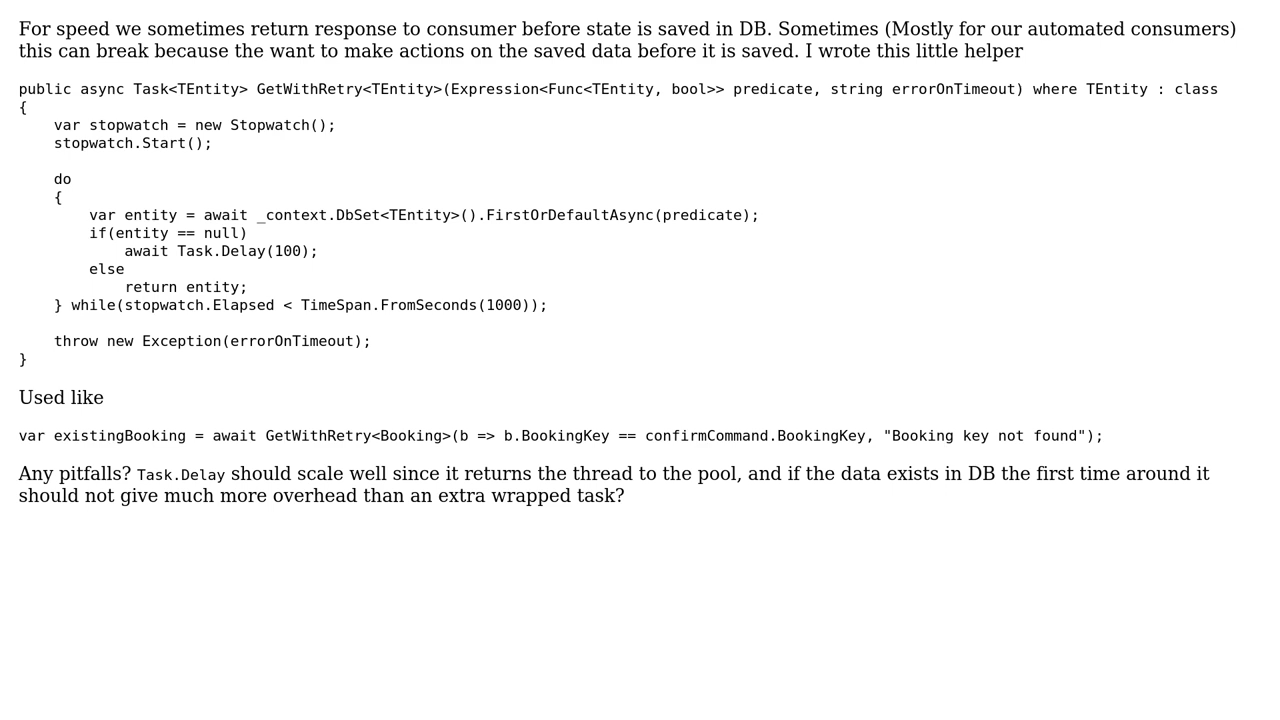 For speed we sometimes return response to consumer before state is saved in DB. Sometimes (Mostly for our automated consumers)
this can break because the want to make actions on the saved data before it is saved. I wrote this little helper
public async Task<TEntity> GetWithRetry<TEntity>(Expression<Func<TEntity, bool>> predicate, string errorOnTimeout) where TEntity : class
{
    var stopwatch = new Stopwatch();
    stopwatch.Start();

    do
    {
        var entity = await _context.DbSet<TEntity>().FirstOrDefaultAsync(predicate);
        if(entity == null)
            await Task.Delay(100);
        else
            return entity;
    } while(stopwatch.Elapsed < TimeSpan.FromSeconds(1000));

    throw new Exception(errorOnTimeout);
}
Used like
var existingBooking = await GetWithRetry<Booking>(b => b.BookingKey == confirmCommand.BookingKey, "Booking key not found");
Any pitfalls? Task.Delay should scale well since it returns the thread to the pool, and if the data exists in DB the first time around it
should not give much more overhead than an extra wrapped task?